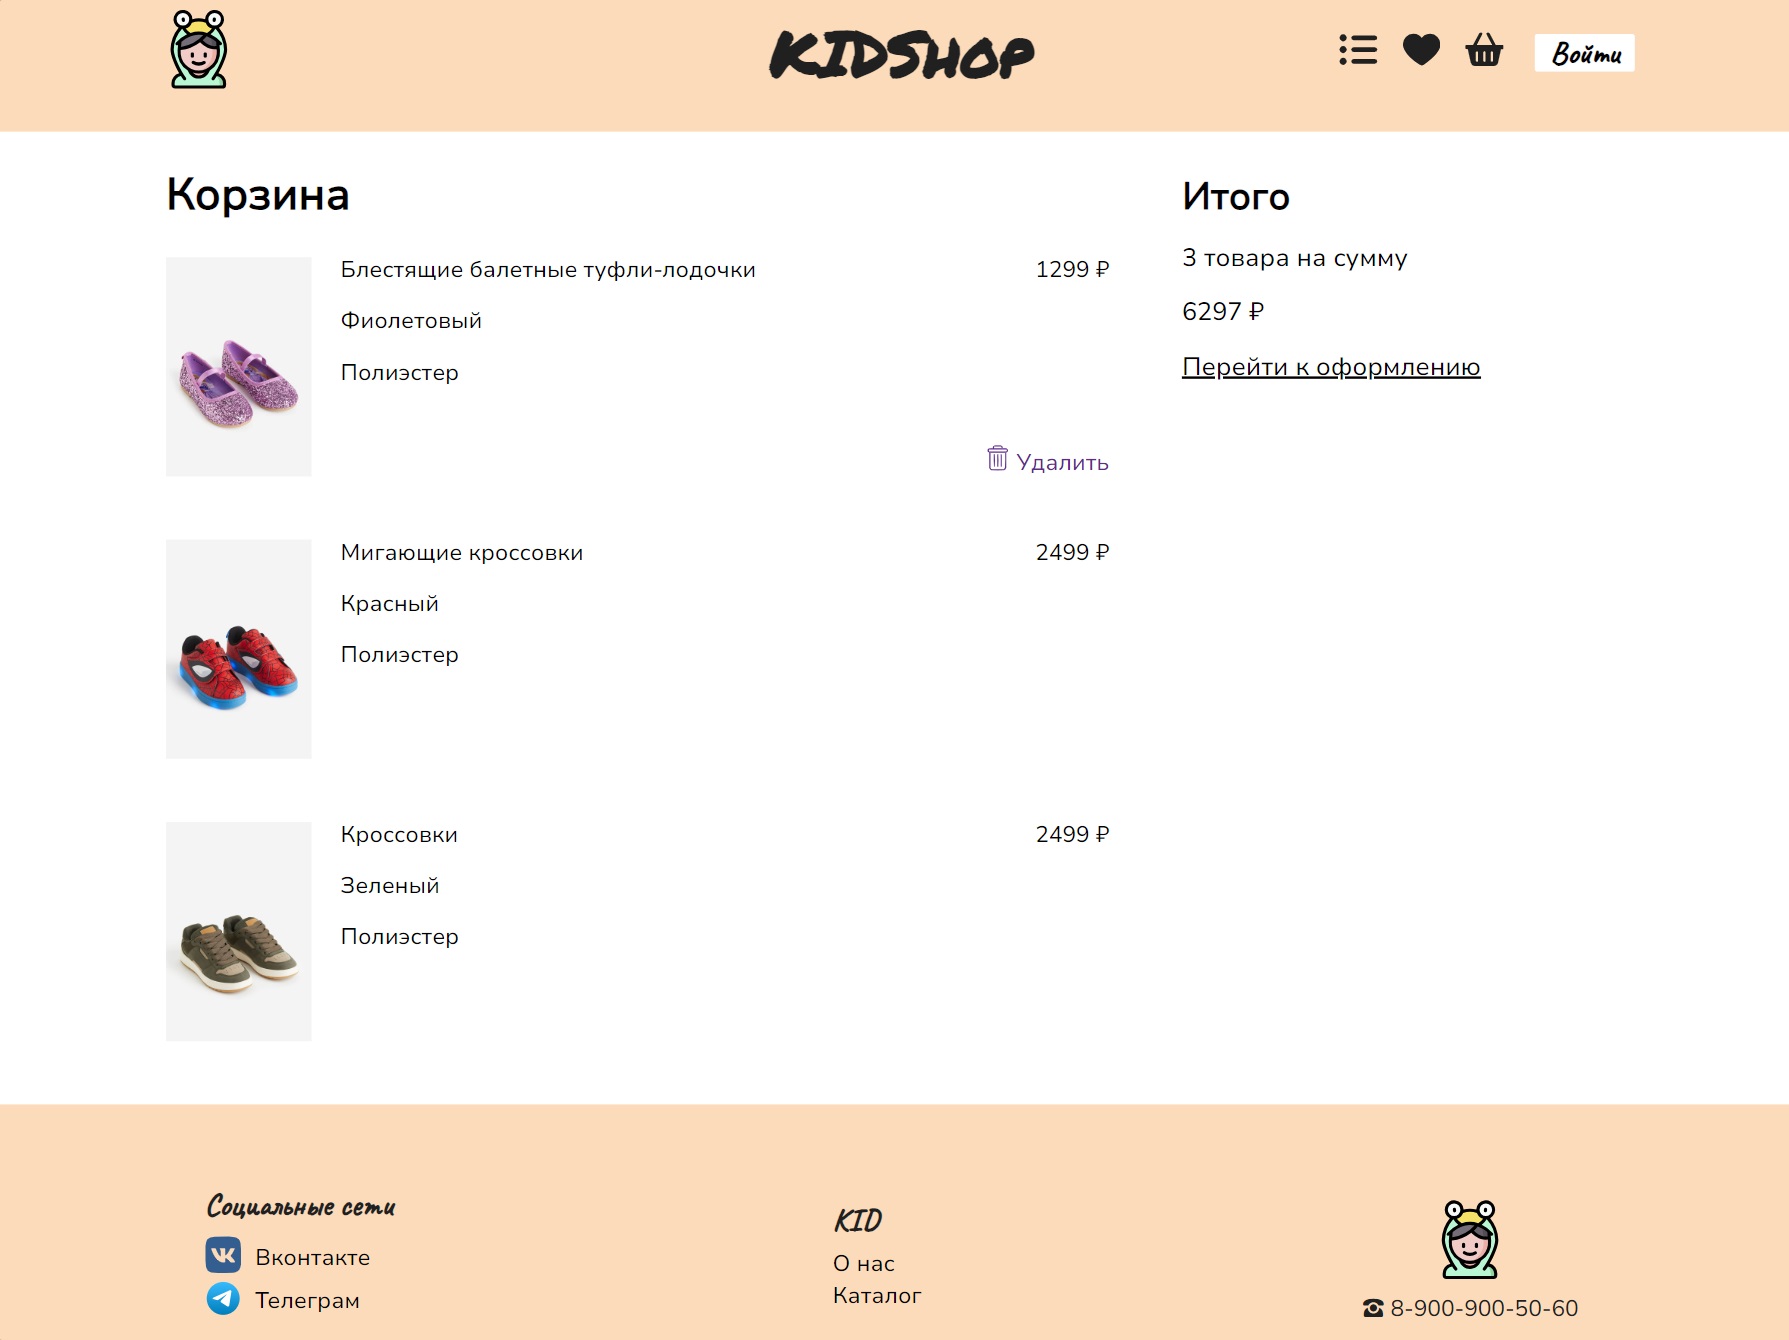 KIDSHOP
Войти
Корзина
Блестящие балетные туфли-лодочки
1299 ₽
Фиолетовый
Полиэстер
Удалить
Мигающие кроссовки
2499 ₽
Красный
Полиэстер
Кроссовки
2499 ₽
Зеленый
Полиэстер
Итого
3 товара на сумму
6297 ₽
Перейти к оформлению
Социальные сети
Вконтакте
Телеграм
KID
О нас
Каталог
8-900-900-50-60